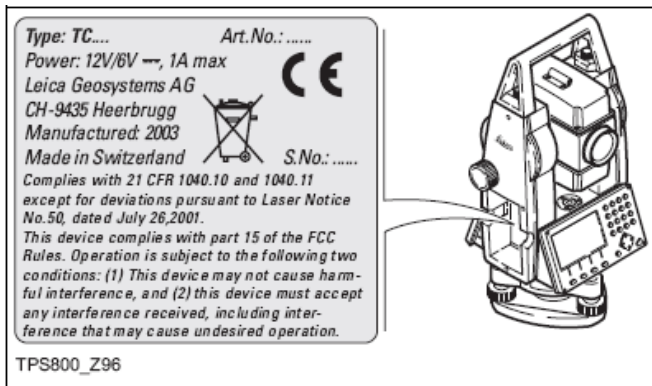 Type: TC.... Art.No.: ......
Power: 12V/6V ⎓, 1A max
Leica Geosystems AG
CH-9435 Heerbrugg
Manufactured: 2003
Made in Switzerland S.No.: ......
CE
Complies with 21 CFR 1040.10 and 1040.11
except for deviations pursuant to Laser Notice
No.50, dated July 26,2001.
This device complies with part 15 of the FCC
Rules. Operation is subject to the following two
conditions: (1) This device may not cause harm-
ful interference, and (2) this device must accept
any interference received, including inter-
ference that may cause undesired operation.
Leica
TPS800_Z96